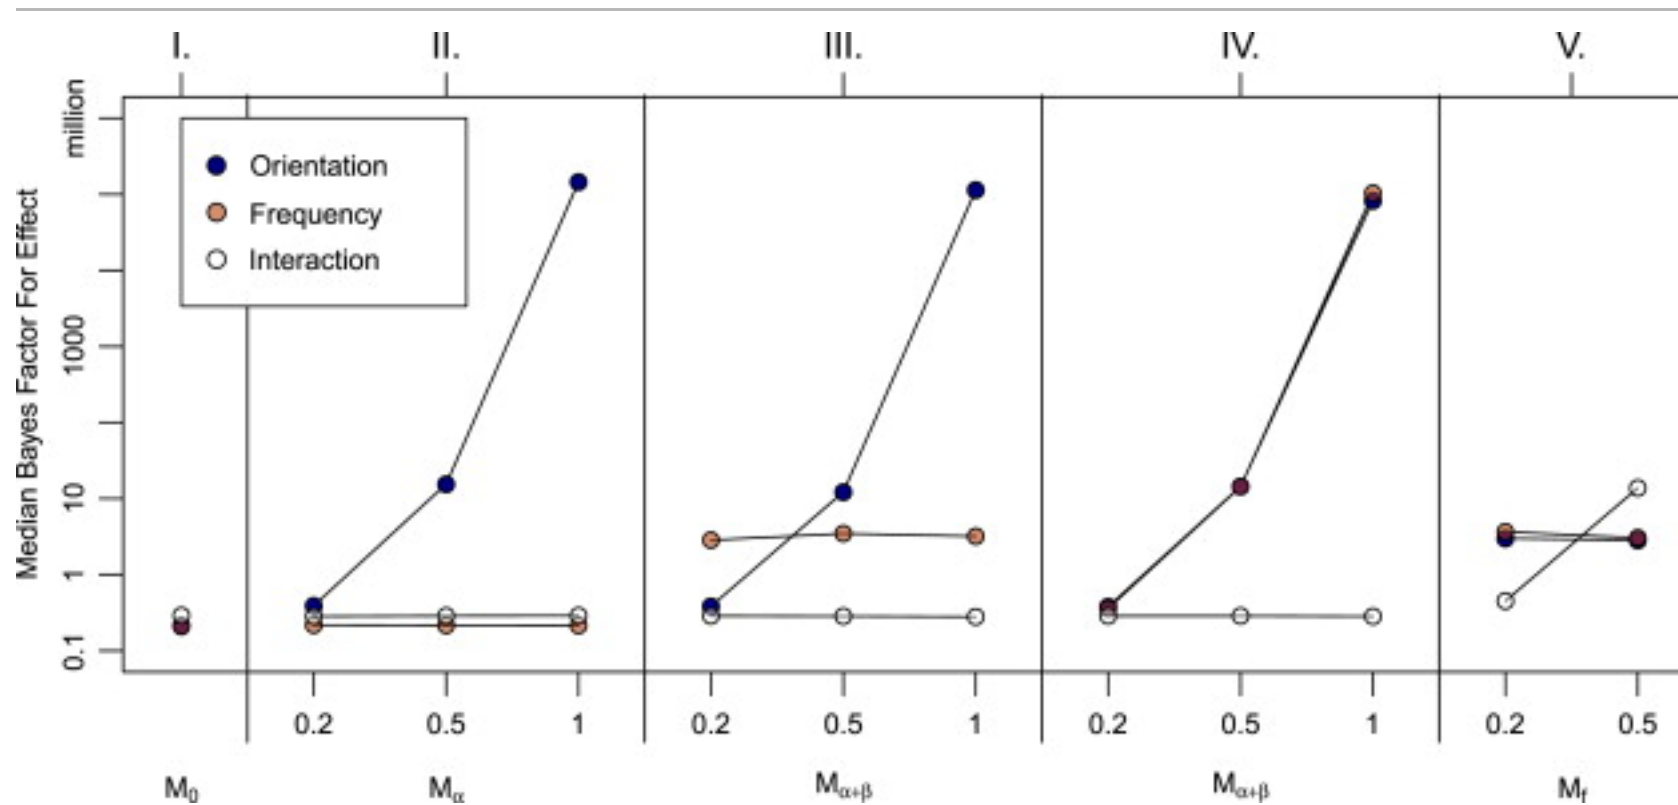 I. II. III. IV. V.
Median Bayes Factor For Effect
million
1000
10
1
0.1
Orientation
Frequency
Interaction
0.2 0.5 1 0.2 0.5 1 0.2 0.5 1 0.2 0.5
M₀ Mα Mα+β Mα+β Mf